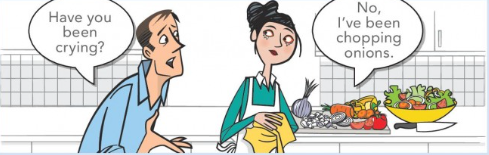 Have you
been
crying?
No,
I've been
chopping
onions.